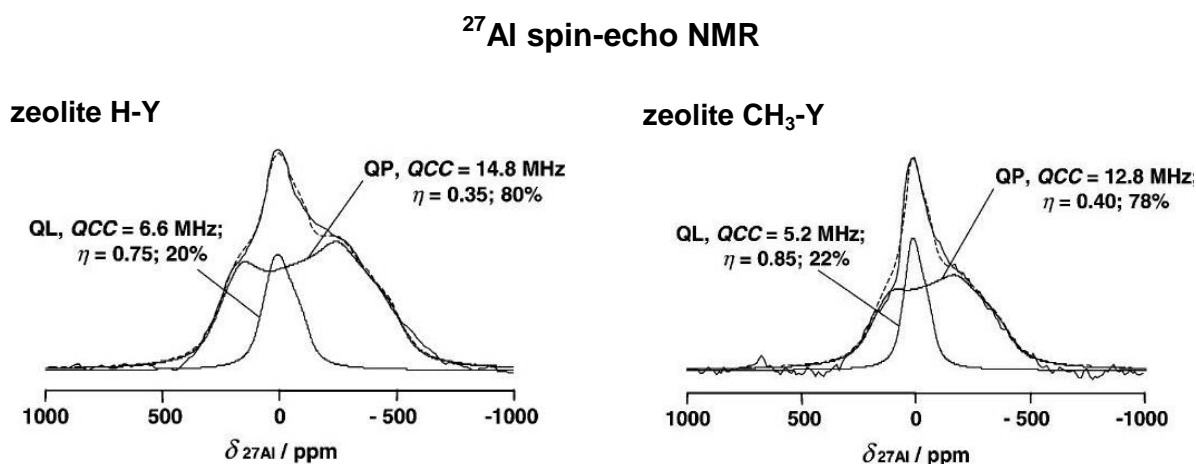 ²⁷Al spin-echo NMR
zeolite H-Y
QP, QCC = 14.8 MHz
η = 0.35; 80%
QL, QCC = 6.6 MHz;
η = 0.75; 20%
1000 500 0 - 500 -1000
δ 27Al / ppm
zeolite CH₃-Y
QP, QCC = 12.8 MHz;
η = 0.40; 78%
QL, QCC = 5.2 MHz;
η = 0.85; 22%
1000 500 0 - 500 -1000
δ 27Al / ppm